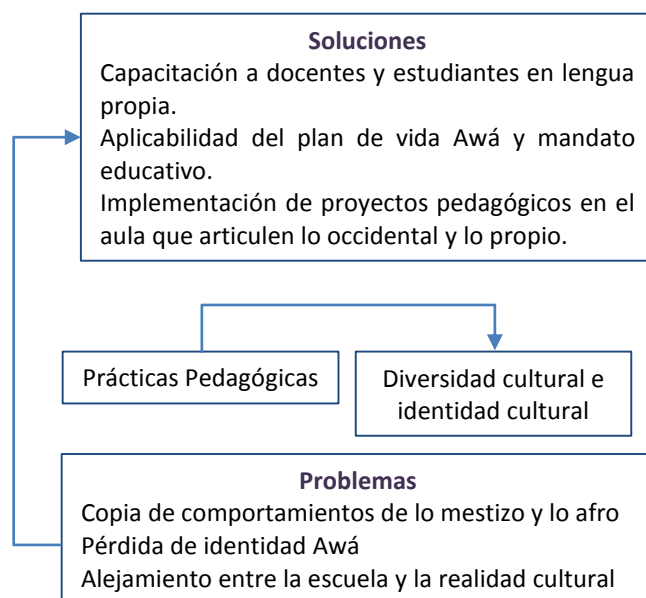 Soluciones
Capacitación a docentes y estudiantes en lengua
propia.
Aplicabilidad del plan de vida Awá y mandato
educativo.
Implementación de proyectos pedagógicos en el
aula que articulen lo occidental y lo propio.
Prácticas Pedagógicas
Diversidad cultural e
identidad cultural
Problemas
Copia de comportamientos de lo mestizo y lo afro
Pérdida de identidad Awá
Alejamiento entre la escuela y la realidad cultural